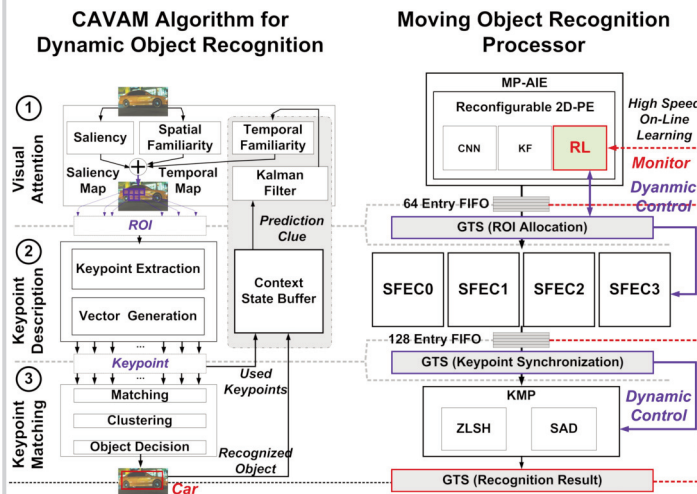 CAVAM Algorithm for
Dynamic Object Recognition
Moving Object Recognition
Processor
1
Visual
Attention
Saliency
Spatial
Familiarity
Temporal
Familiarity
+
Saliency
Map
Temporal
Map
Kalman
Filter
ROI
Prediction
Clue
2
Keypoint
Description
Keypoint Extraction
Vector Generation
...
Context
State Buffer
Keypoint
...
Used
Keypoints
3
Keypoint
Matching
Matching
Clustering
Object Decision
Recognized
Object
Car
MP-AIE
Reconfigurable 2D-PE
CNN
KF
RL
High Speed
On-Line
Learning
Monitor
Dyanmic
Control
64 Entry FIFO
GTS (ROI Allocation)
SFEC0
SFEC1
SFEC2
SFEC3
128 Entry FIFO
GTS (Keypoint Synchronization)
KMP
ZLSH
SAD
Dynamic
Control
GTS (Recognition Result)